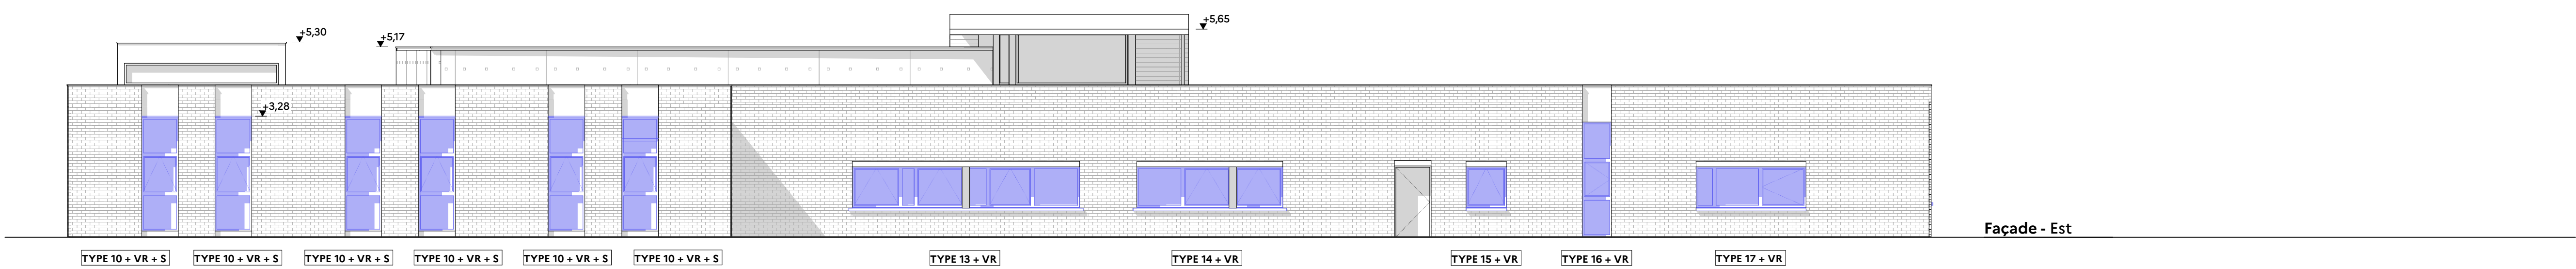 +5,65
+5,30
+5,17
+3,28
Façade - Est
TYPE 10 + VR + S
TYPE 10 + VR + S
TYPE 10 + VR + S
TYPE 10 + VR + S
TYPE 10 + VR + S
TYPE 10 + VR + S
TYPE 13 + VR
TYPE 14 + VR
TYPE 15 + VR
TYPE 16 + VR
TYPE 17 + VR